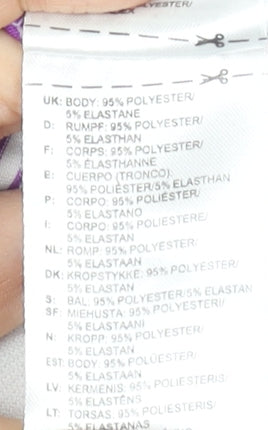 UK: BODY: 95% POLYESTER/
5% ELASTANE
D: RUMPF: 95% POLYESTER/
5% ELASTHAN
F: CORPS: 95% POLYESTER/
5% ÉLASTHANNE
E: CUERPO (TRONCO):
95% POLIÉSTER/5% ELASTHAN
P: CORPO: 95% POLIÉSTER/
5% ELASTANO
I: CORPO: 95% POLIESTERE/
5% ELASTAN
NL: ROMP: 95% POLYESTER/
5% ELASTAAN
DK: KROPSTYKKE: 95% POLYESTER/
5% ELASTAN
S: BÅL: 95% POLYESTER/5% ELASTAN
SF: MIEHUSTA: 95% POLYESTERI/
5% ELASTAANI
N: KROPP: 95% POLYESTER/
5% ELASTAN
EST: BODY: 95% POLÜESTER/
5% ELASTAAN
LV: ĶERMENIS: 95% POLIESTERIS/
5% ELASTĒNS
LT: TORSAS: 95% POLIESTERIS/
5% ELASTANAS